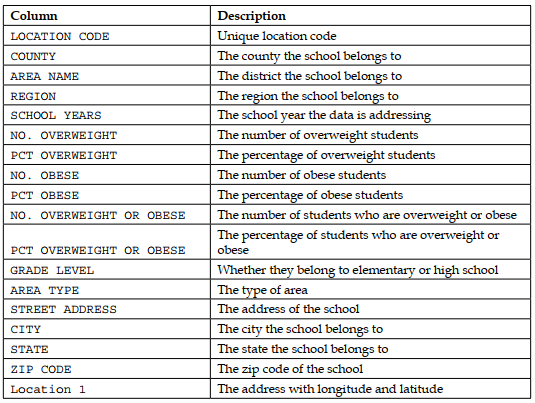 Column Description
LOCATION CODE Unique location code
COUNTY The county the school belongs to
AREA NAME The district the school belongs to
REGION The region the school belongs to
SCHOOL YEARS The school year the data is addressing
NO. OVERWEIGHT The number of overweight students
PCT OVERWEIGHT The percentage of overweight students
NO. OBESE The number of obese students
PCT OBESE The percentage of obese students
NO. OVERWEIGHT OR OBESE The number of students who are overweight or obese
The percentage of students who are overweight or
PCT OVERWEIGHT OR OBESE obese
GRADE LEVEL Whether they belong to elementary or high school
AREA TYPE The type of area
STREET ADDRESS The address of the school
CITY The city the school belongs to
STATE The state the school belongs to
ZIP CODE The zip code of the school
Location 1 The address with longitude and latitude